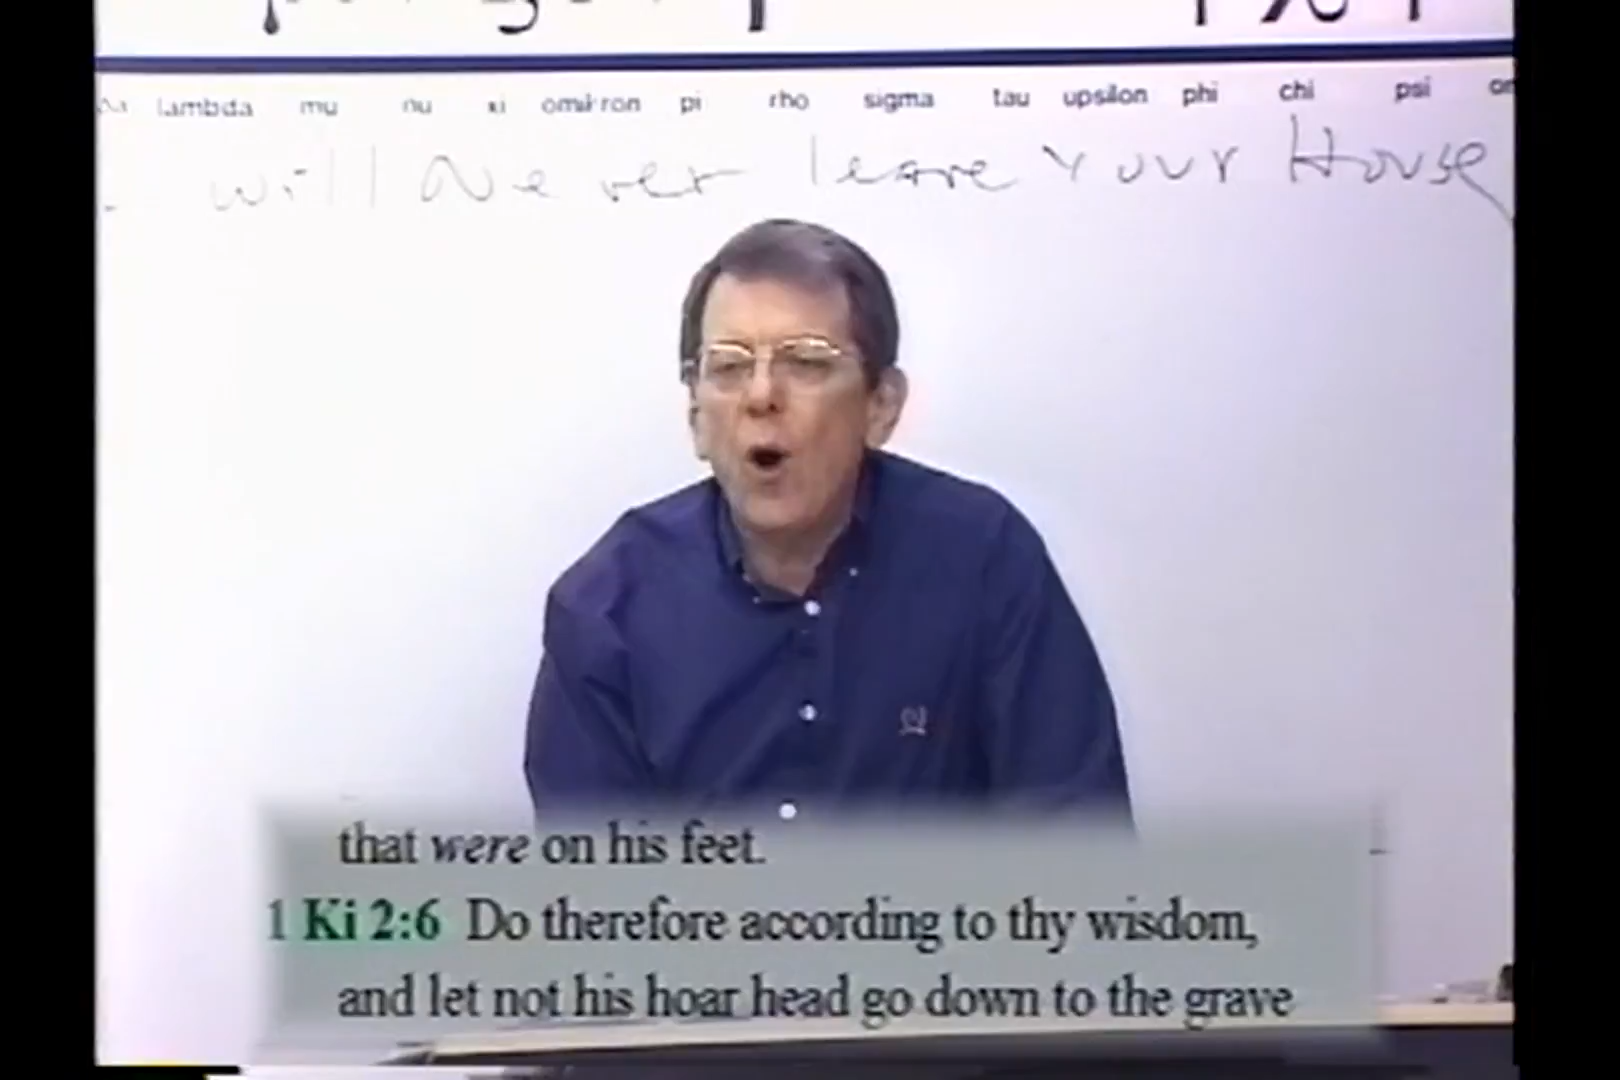 lambda mu nu xi omikron pi rho sigma tau upsilon phi chi psi
will Never leave Your House
that were on his feet.
1 Ki 2:6 Do therefore according to thy wisdom,
and let not his hoar head go down to the grave